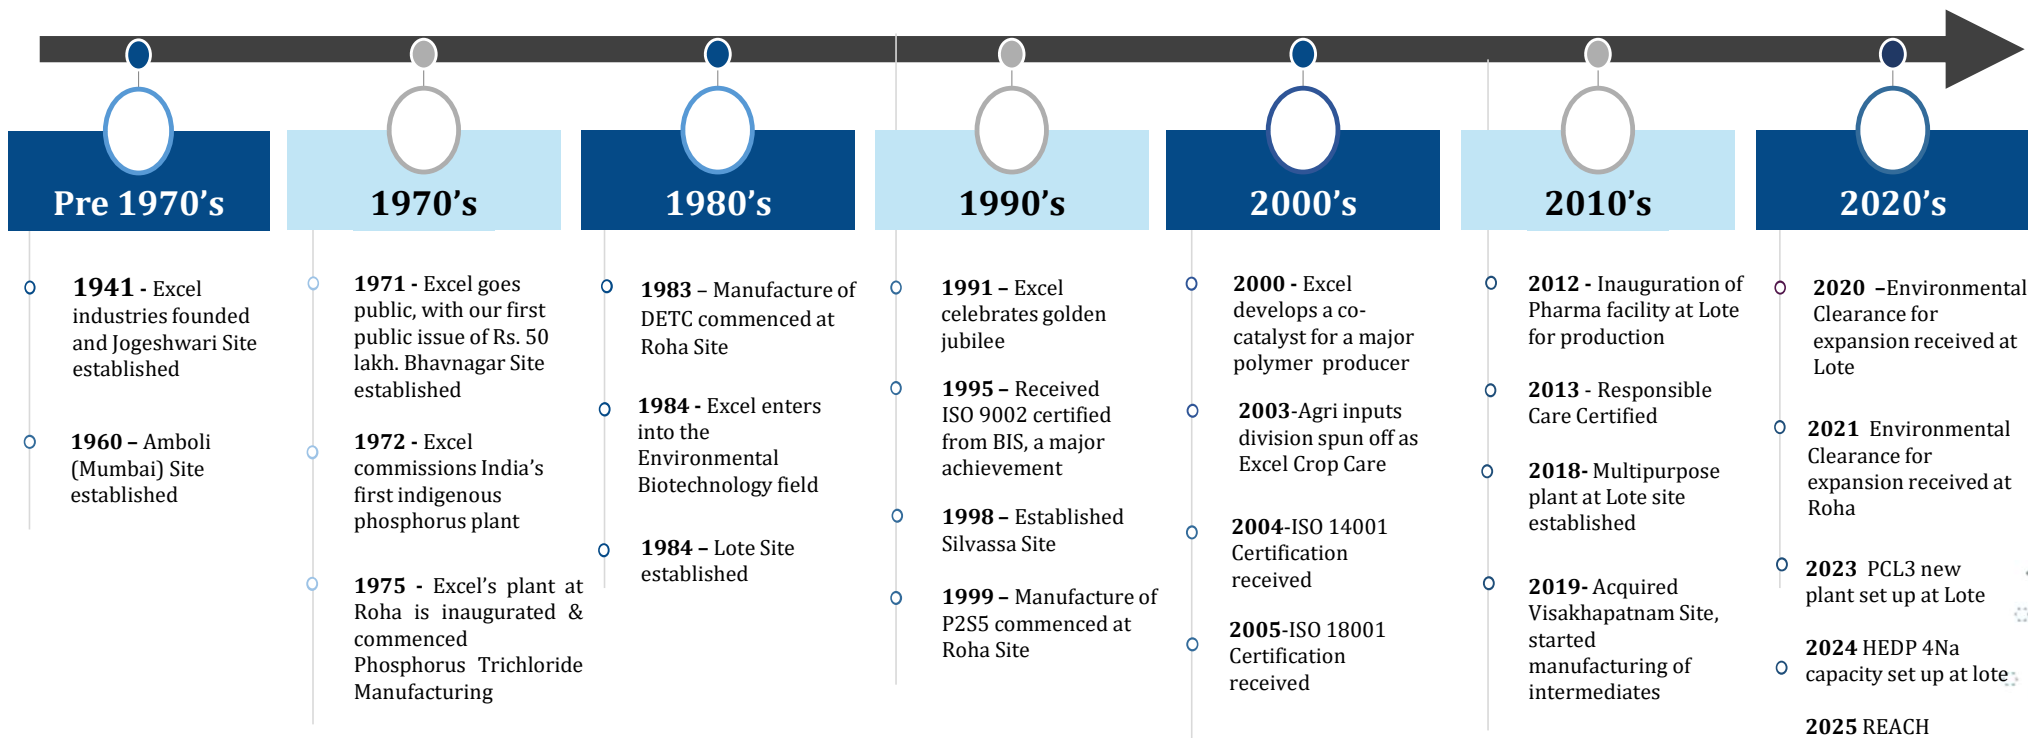 Pre 1970's
1941 - Excel
industries founded
and Jogeshwari Site
established
1960 – Amboli
(Mumbai) Site
established
1970's
1971 - Excel goes
public, with our first
public issue of Rs. 50
lakh. Bhavnagar Site
established
1972 - Excel
commissions India's
first indigenous
phosphorus plant
1975 - Excel's plant at
Roha is inaugurated &
commenced
Phosphorus Trichloride
Manufacturing
1980's
1983 – Manufacture of
DETC commenced at
Roha Site
1984 - Excel enters
into the
Environmental
Biotechnology field
1984 – Lote Site
established
1990's
1991 – Excel
celebrates golden
jubilee
1995 – Received
ISO 9002 certified
from BIS, a major
achievement
1998 – Established
Silvassa Site
1999 – Manufacture of
P2S5 commenced at
Roha Site
2000's
2000 - Excel
develops a co-
catalyst for a major
polymer producer
2003-Agri inputs
division spun off as
Excel Crop Care
2004-ISO 14001
Certification
received
2005-ISO 18001
Certification
received
2010's
2012 - Inauguration of
Pharma facility at Lote
for production
2013 - Responsible
Care Certified
2018- Multipurpose
plant at Lote site
established
2019- Acquired
Visakhapatnam Site,
started
manufacturing of
intermediates
2020's
2020 –Environmental
Clearance for
expansion received at
Lote
2021 Environmental
Clearance for
expansion received at
Roha
2023 PCL3 new
plant set up at Lote
2024 HEDP 4Na
capacity set up at lote
2025 REACH